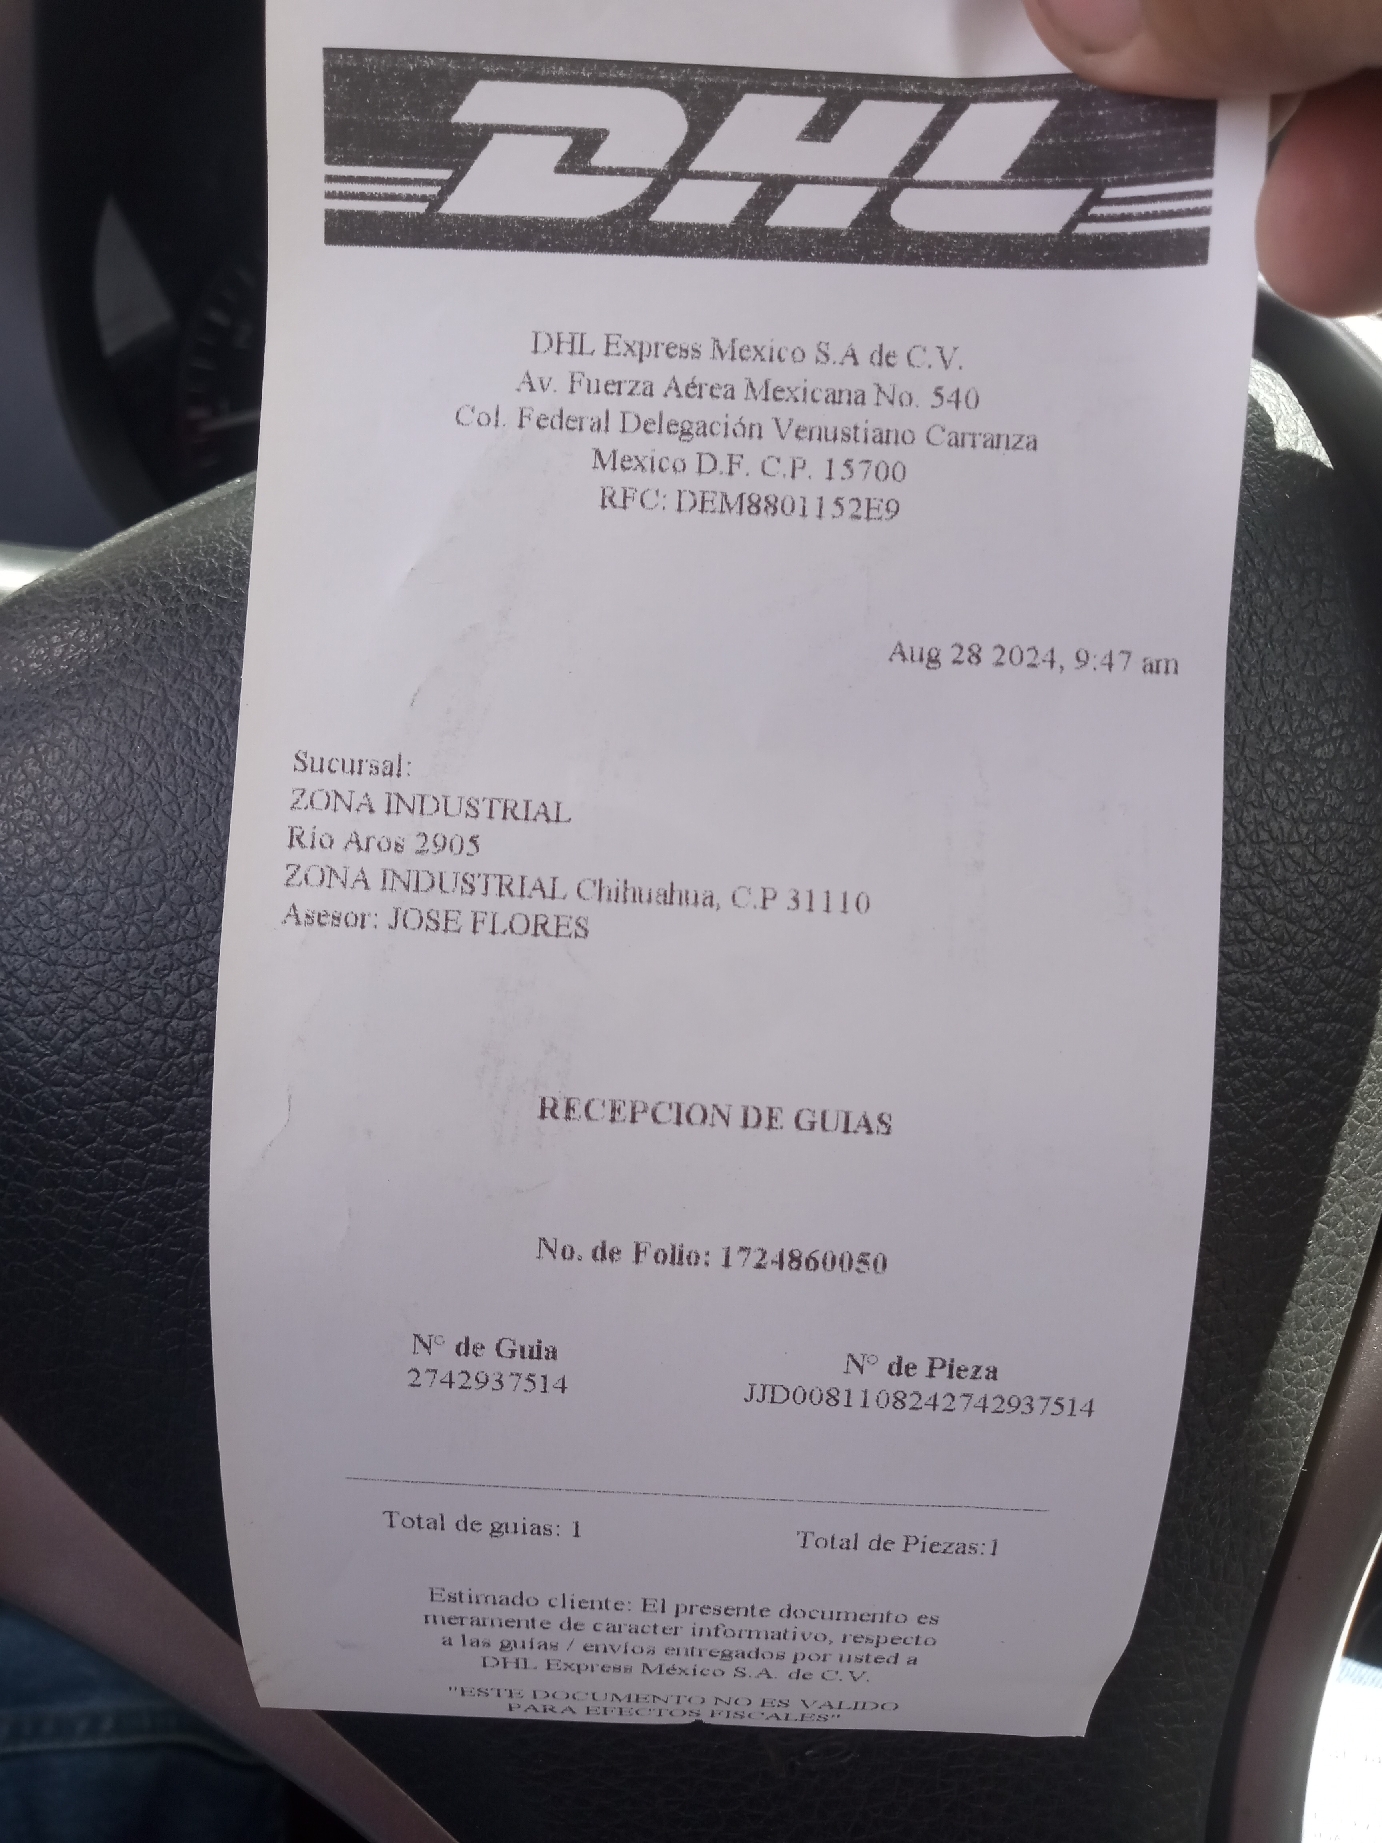 DHL
DHL Express Mexico S.A de C.V.
Av. Fuerza Aérea Mexicana No. 540
Col. Federal Delegación Venustiano Carranza
Mexico D.F. C.P. 15700
RFC: DEM8801152E9
Aug 28 2024, 9:47 am
Sucursal:
ZONA INDUSTRIAL
Río Aros 2905
ZONA INDUSTRIAL Chihuahua, C.P 31110
Asesor: JOSE FLORES
RECEPCION DE GUIAS
No. de Folio: 1724860050
N° de Guia N° de Pieza
2742937514 JJD0081108242742937514
Total de guias: 1 Total de Piezas:1
Estimado cliente: El presente documento es
meramente de caracter informativo, respecto
a las guías / envíos entregados por usted a
DHL Express México S.A. de C.V.
"ESTE DOCUMENTO NO ES VALIDO
PARA EFECTOS FISCALES"